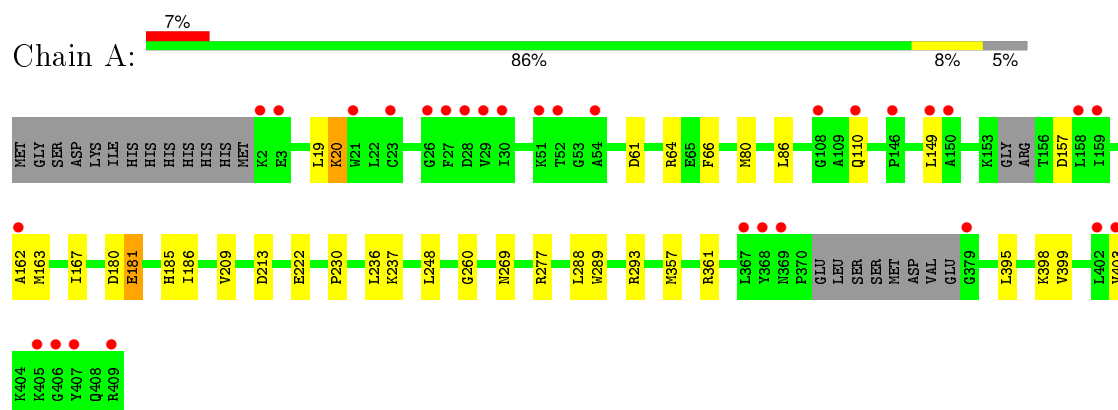 7%
Chain A:
86% 8% 5%
MET GLY SER ASP LYS ILE HIS HIS HIS HIS HIS HIS MET K2 E3 L19 K20 W21 L22 C23 G26 F27 D28 V29 I30 K51 T52 G53 A54 D61 R64 E65 F66 M80 L86 G108 A109 Q110 P146 L149 A150 K153 GLY ARG T156 D157 L158 I159
A162 M163 I167 D180 E181 H185 I186 V209 D213 E222 P230 L236 K237 L248 G260 N269 R277 L288 W289 R293 M357 R361 L367 Y368 N369 P370 GLU LEU SER SER MET ASP VAL GLU G379 L395 K398 V399 L402 V403
K404 K405 G406 Y407 Q408 R409